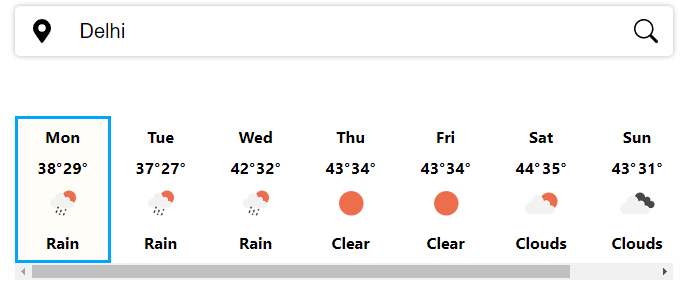 Delhi
Mon Tue Wed Thu Fri Sat Sun
38°29° 37°27° 42°32° 43°34° 43°34° 44°35° 43°31°
Rain Rain Rain Clear Clear Clouds Clouds